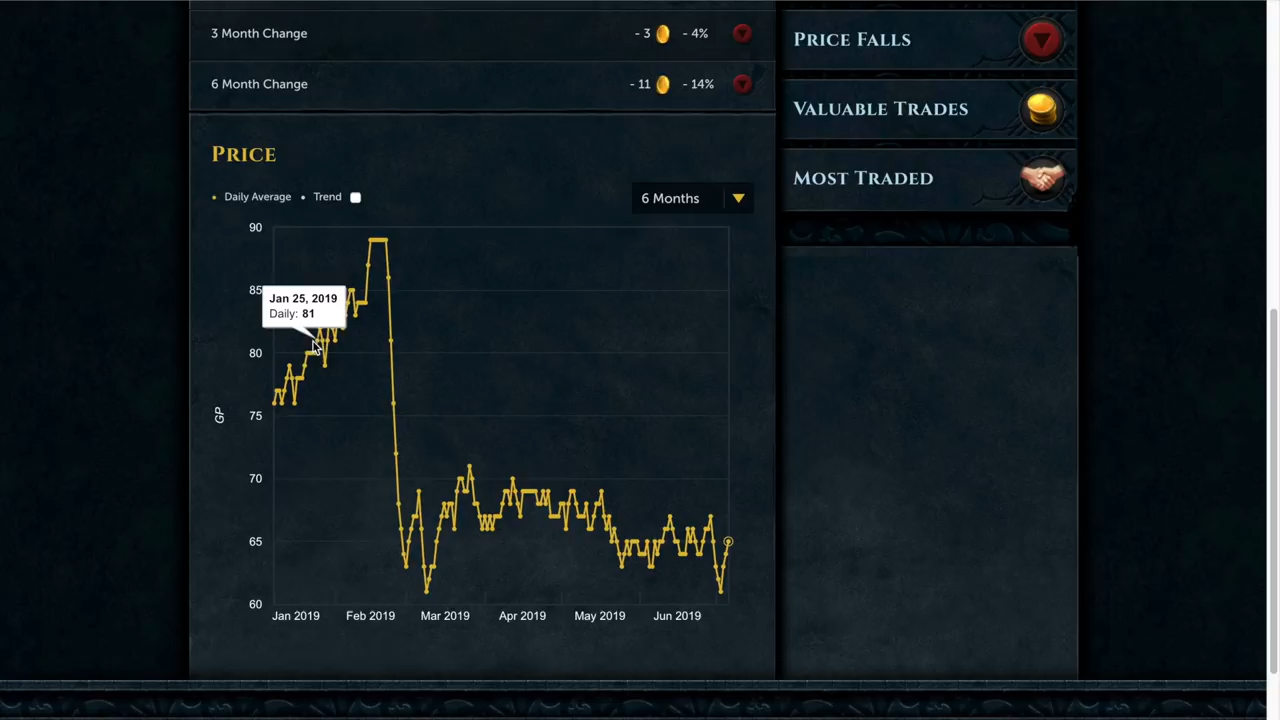 3 Month Change - 3 - 4%
6 Month Change - 11 - 14%
PRICE FALLS
VALUABLE TRADES
MOST TRADED
PRICE
Daily Average Trend
6 Months
90
85
80
75
70
65
60
GP
Jan 25, 2019
Daily: 81
Jan 2019 Feb 2019 Mar 2019 Apr 2019 May 2019 Jun 2019